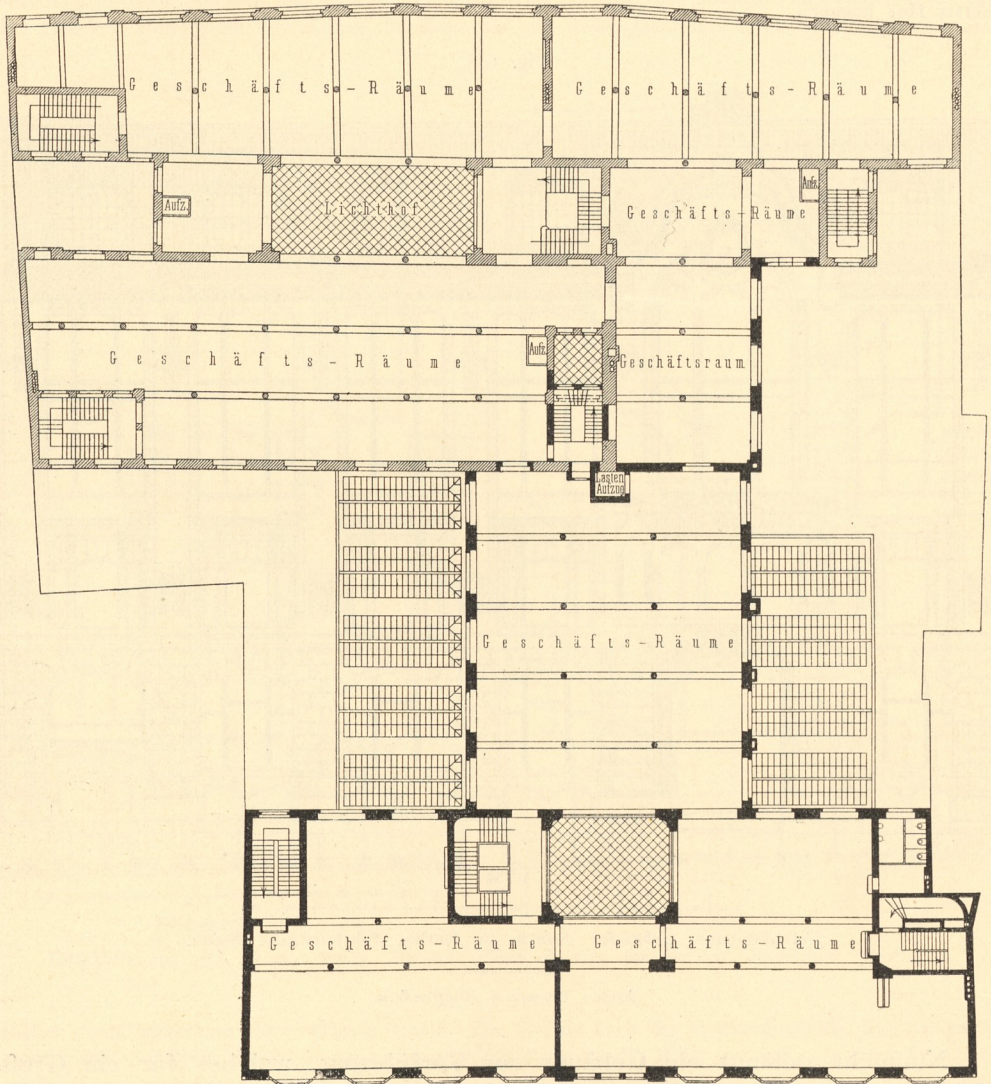 Geschäfts-Räume
Geschäfts-Räume
Aufz.
Lichthof
Geschäfts-Räume
Aufz.
Geschäfts-Räume
Aufz.
Geschäftsraum
Lasten
Aufzug
Geschäfts-Räume
Geschäfts-Räume
Geschäfts-Räume